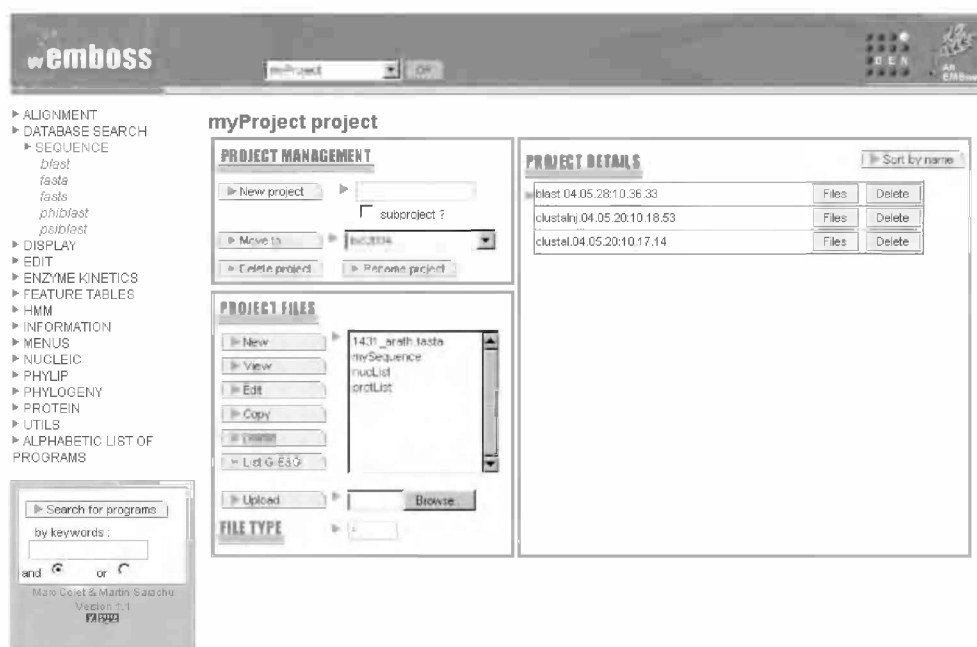 wemboss
myProject
OK
BEN
AN
ALIGNMENT
DATABASE SEARCH
SEQUENCE
blast
fasta
fasts
phiblast
psiblast
DISPLAY
EDIT
ENZYME KINETICS
FEATURE TABLES
HMM
INFORMATION
MENUS
NUCLEIC
PHYLIP
PHYLOGENY
PROTEIN
UTILS
ALPHABETIC LIST OF
PROGRAMS
Search for programs
by keywords :
and or
Marc Colet & Martin Sarachu
Version 1.1
myProject project
PROJECT MANAGEMENT
New project
subproject ?
Move to
Delete project Rename project
PROJECT FILES
New
View
Edit
Copy
Delete
Upload
1431_arath.fasta
mySequence
nucList
protList
Browse
FILE TYPE
PROJECT DETAILS
Sort by name
blast.04.05.28:10.36.33 Files Delete
clustalnj.04.05.20:10.18.53 Files Delete
clustal.04.05.20:10.17.14 Files Delete